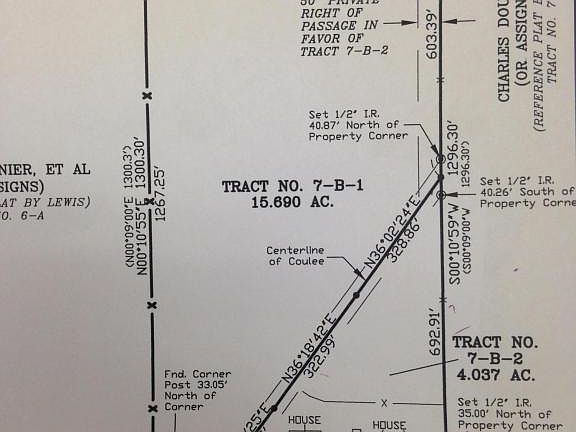 50' PRIVATE
RIGHT OF
PASSAGE IN
FAVOR OF
TRACT 7-B-2
603.39'
CHARLES DOU
(OR ASSIGN
(REFERENCE PLAT B
TRACT NO. 7
Set 1/2" I.R.
40.87' North of
Property Corner
1296.30'
(1296.30')
NIER, ET AL
SIGNS)
LAT BY LEWIS)
NO. 6-A
(N00°09'00"E 1300.3')
N00°10'55"E 1300.30'
1267.25'
TRACT NO. 7-B-1
15.690 AC.
Set 1/2" I.R.
40.26' South of
Property Corne
N36°02'24"E
328.86'
S00°10'59"W
(S00°09'00"W
Centerline
of Coulee
N36°18'42"E
322.99'
692.91'
TRACT NO.
7-B-2
4.037 AC.
Fnd. Corner
Post 33.05'
North of
Corner
25"E
HOUSE
HOUSE
Set 1/2" I.R.
35.00' North of
Property Corner